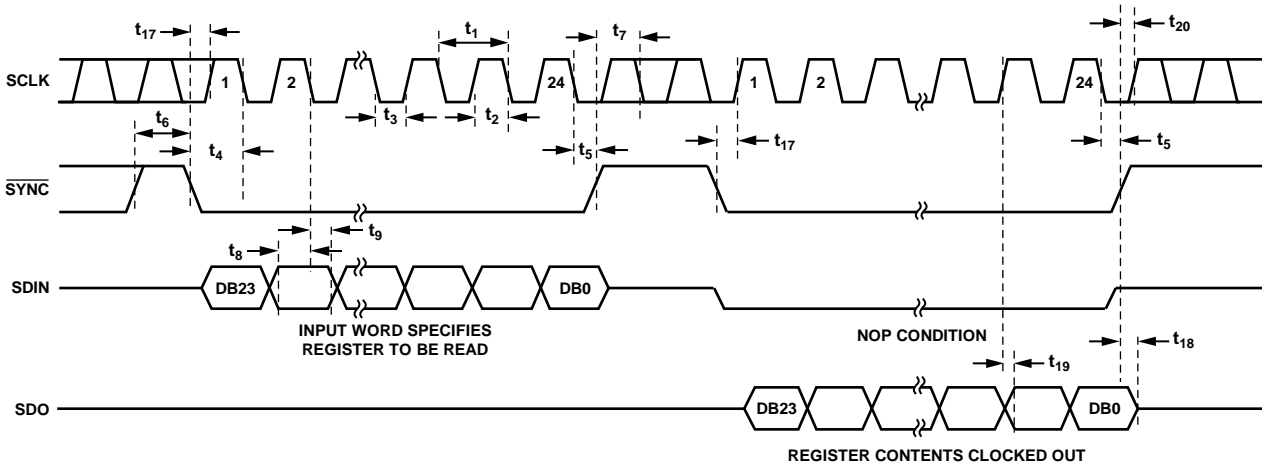 t17
t1
t7
t20
SCLK
1
2
24
1
2
24
t6
t4
t3
t2
t5
t17
t5
SYNC
t8
t9
SDIN
DB23
DB0
INPUT WORD SPECIFIES
REGISTER TO BE READ
NOP CONDITION
t18
t19
SDO
DB23
DB0
REGISTER CONTENTS CLOCKED OUT